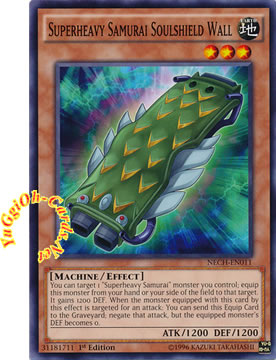 SUPERHEAVY SAMURAI SOULSHIELD WALL
EARTH
YuGiOh-Cards.Net
NECH-EN011
[MACHINE / EFFECT]
You can target 1 "Superheavy Samurai" monster you control; equip
this monster from your hand or your side of the field to that target.
It gains 1200 DEF. When the monster equipped with card by
this effect is targeted for an attack: You can send this Equip Card
to the Graveyard; negate that attack, but the equipped monster's
DEF becomes 0.
ATK/1200 DEF/1200
31181711 1st Edition ©1996 KAZUKI TAKAHASHI